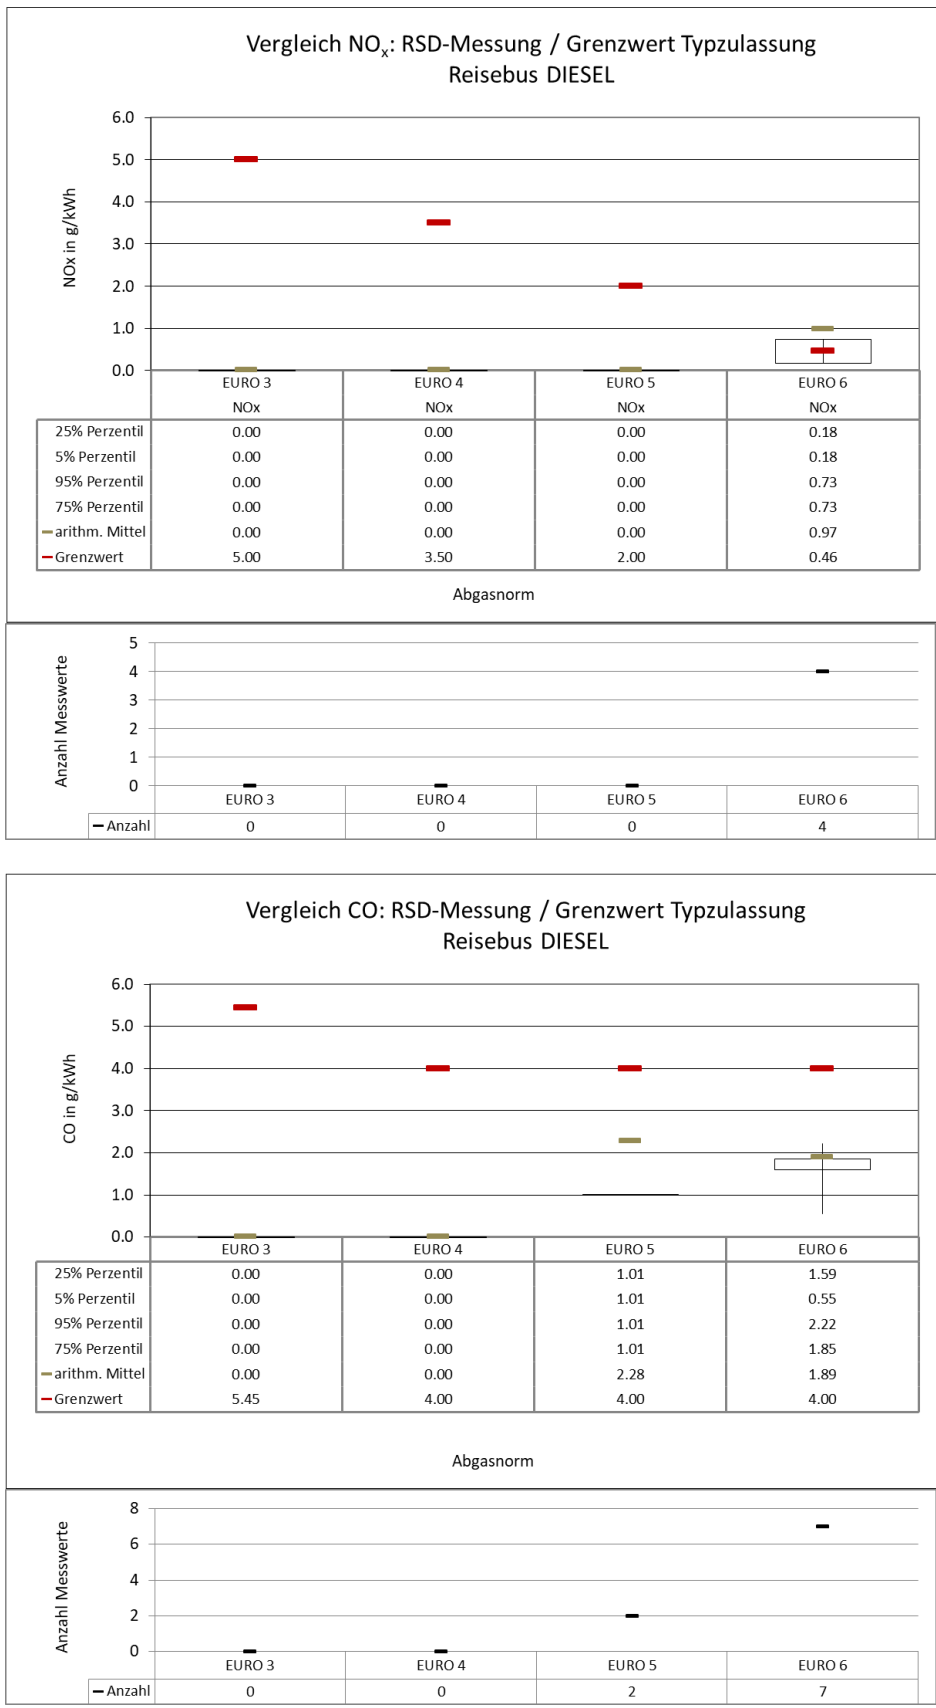 Vergleich NOx: RSD-Messung / Grenzwert Typzulassung
Reisebus DIESEL
NOx in g/kWh
6.0
5.0
4.0
3.0
2.0
1.0
0.0
EURO 3 EURO 4 EURO 5 EURO 6
NOx NOx NOx NOx
25% Perzentil 0.00 0.00 0.00 0.18
5% Perzentil 0.00 0.00 0.00 0.18
95% Perzentil 0.00 0.00 0.00 0.73
75% Perzentil 0.00 0.00 0.00 0.73
arithm. Mittel 0.00 0.00 0.00 0.97
Grenzwert 5.00 3.50 2.00 0.46
Abgasnorm
Anzahl Messwerte
5
4
3
2
1
0
EURO 3 EURO 4 EURO 5 EURO 6
Anzahl 0 0 0 4
Vergleich CO: RSD-Messung / Grenzwert Typzulassung
Reisebus DIESEL
CO in g/kWh
6.0
5.0
4.0
3.0
2.0
1.0
0.0
EURO 3 EURO 4 EURO 5 EURO 6
25% Perzentil 0.00 0.00 1.01 1.59
5% Perzentil 0.00 0.00 1.01 0.55
95% Perzentil 0.00 0.00 1.01 2.22
75% Perzentil 0.00 0.00 1.01 1.85
arithm. Mittel 0.00 0.00 2.28 1.89
Grenzwert 5.45 4.00 4.00 4.00
Abgasnorm
Anzahl Messwerte
8
6
4
2
0
EURO 3 EURO 4 EURO 5 EURO 6
Anzahl 0 0 2 7